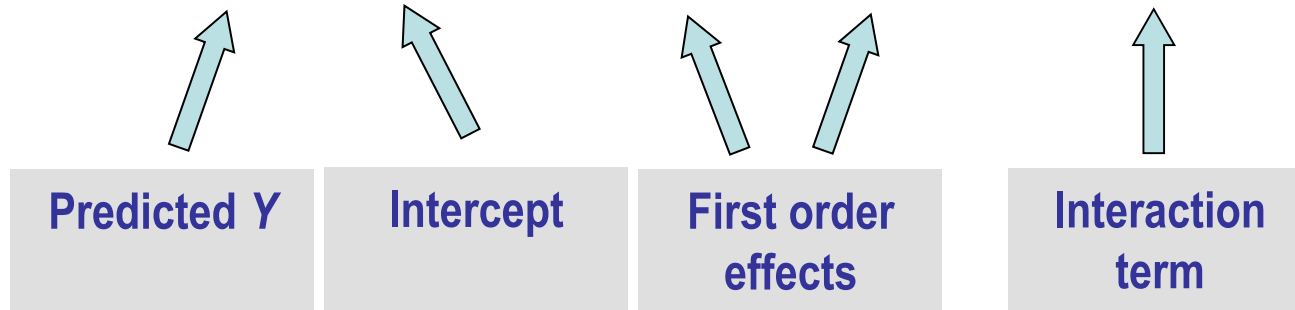 Predicted Y
Intercept
First order
effects
Interaction
term